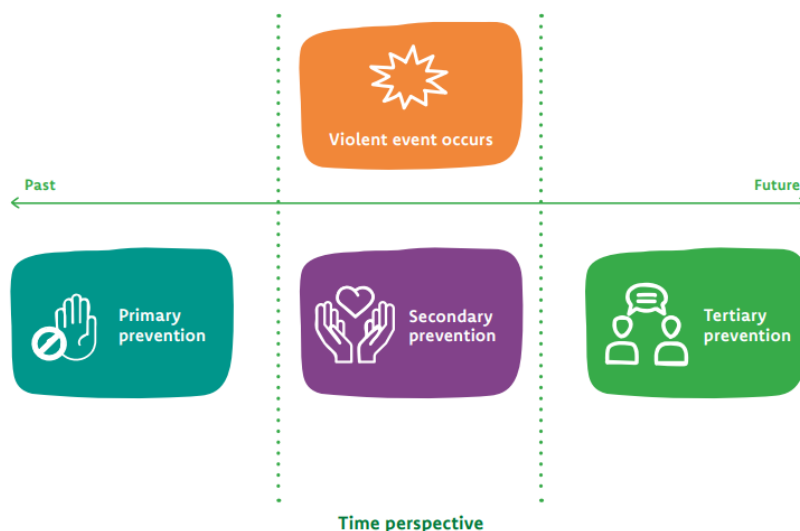 Violent event occurs
Past
Future
Primary
prevention
Secondary
prevention
Tertiary
prevention
Time perspective